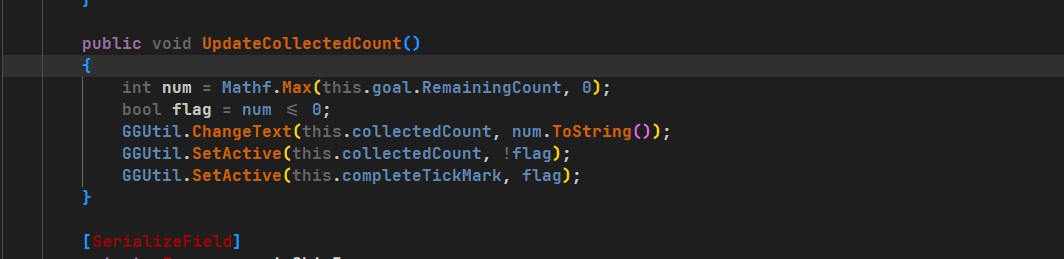 }
public void UpdateCollectedCount()
{
int num = Mathf.Max(this.goal.RemainingCount, 0);
bool flag = num <= 0;
GGUtil.ChangeText(this.collectedCount, num.ToString());
GGUtil.SetActive(this.collectedCount, !flag);
GGUtil.SetActive(this.completeTickMark, flag);
}
[SerializeField]